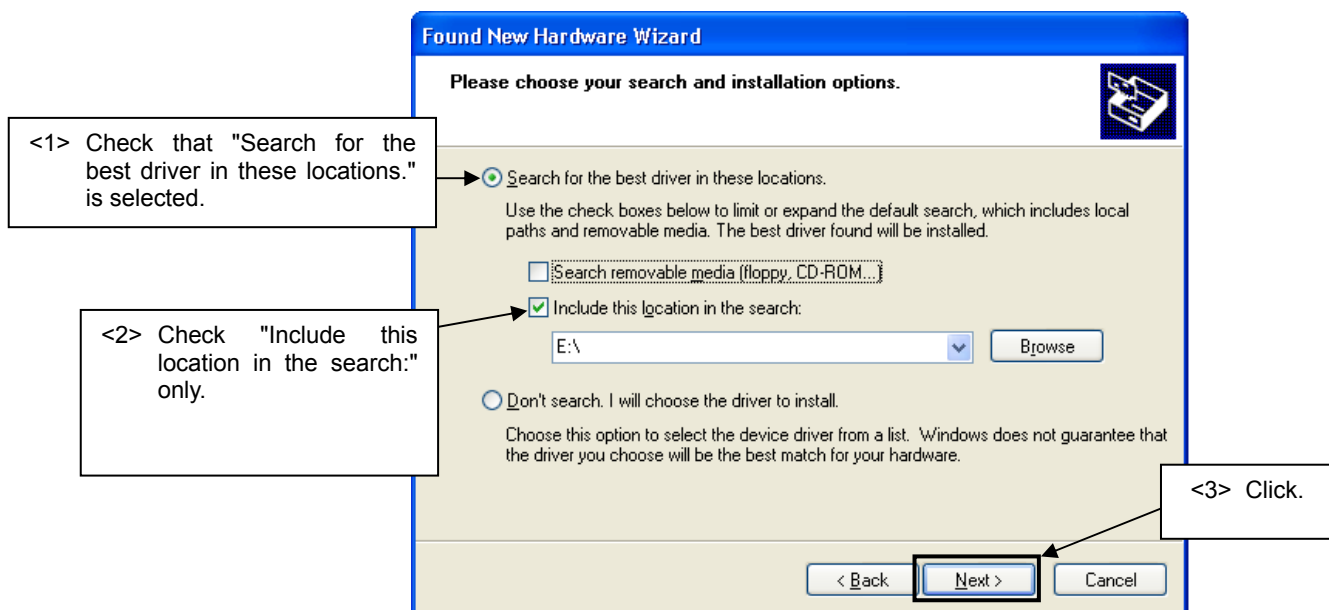 Found New Hardware Wizard
Please choose your search and installation options.
<1> Check that "Search for the
best driver in these locations."
is selected.
Search for the best driver in these locations.
Use the check boxes below to limit or expand the default search, which includes local
paths and removable media. The best driver found will be installed.
Search removable media (floppy, CD-ROM...)
Include this location in the search:
<2> Check "Include this
location in the search:"
only.
E:\
Browse
Don't search. I will choose the driver to install.
Choose this option to select the device driver from a list. Windows does not guarantee that
the driver you choose will be the best match for your hardware.
<3> Click.
< Back
Next >
Cancel